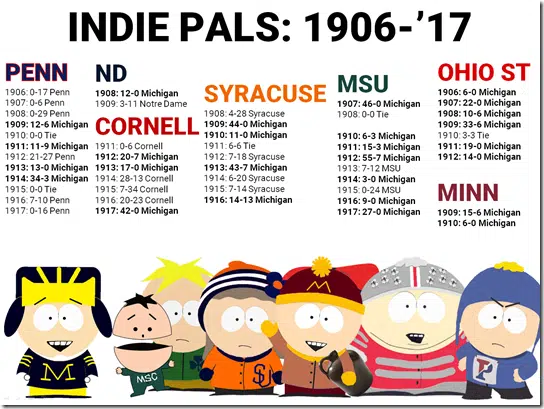 INDIE PALS: 1906-’17
PENN
1906: 0-17 Penn
1907: 0-6 Penn
1908: 0-29 Penn
1909: 12-6 Michigan
1910: 0-0 Tie
1911: 11-9 Michigan
1912: 21-27 Penn
1913: 13-0 Michigan
1914: 34-3 Michigan
1915: 0-0 Tie
1916: 7-10 Penn
1917: 0-16 Penn
ND
1908: 12-0 Michigan
1909: 3-11 Notre Dame
CORNELL
1911: 0-6 Cornell
1912: 20-7 Michigan
1913: 17-0 Michigan
1914: 28-13 Cornell
1915: 7-34 Cornell
1916: 20-23 Cornell
1917: 42-0 Michigan
SYRACUSE
1908: 4-28 Syracuse
1909: 44-0 Michigan
1910: 11-0 Michigan
1911: 6-6 Tie
1912: 7-18 Syracuse
1913: 43-7 Michigan
1914: 6-20 Syracuse
1915: 7-14 Syracuse
1916: 14-13 Michigan
MSU
1907: 46-0 Michigan
1908: 0-0 Tie
1910: 6-3 Michigan
1911: 15-3 Michigan
1912: 55-7 Michigan
1913: 7-12 MSU
1914: 3-0 Michigan
1915: 0-24 MSU
1916: 9-0 Michigan
1917: 27-0 Michigan
OHIO ST
1906: 6-0 Michigan
1907: 22-0 Michigan
1908: 10-6 Michigan
1909: 33-6 Michigan
1910: 3-3 Tie
1911: 19-0 Michigan
1912: 14-0 Michigan
MINN
1909: 15-6 Michigan
1910: 6-0 Michigan
M
M
MSC
SU
P